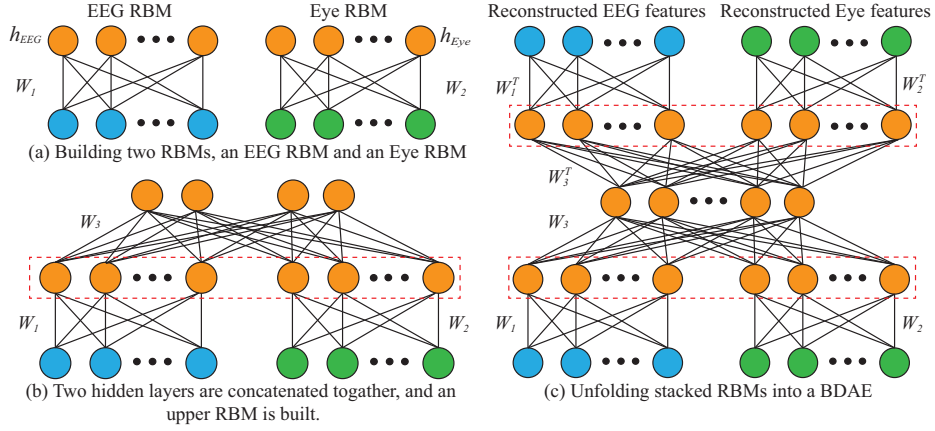 EEG RBM
Eye RBM
h_EEG
h_Eye
W_1
W_2
(a) Building two RBMs, an EEG RBM and an Eye RBM
W_3
W_1
W_2
(b) Two hidden layers are concatenated togather, and an
upper RBM is built.
Reconstructed EEG features
Reconstructed Eye features
W_1^T
W_2^T
W_3^T
W_3
W_1
W_2
(c) Unfolding stacked RBMs into a BDAE